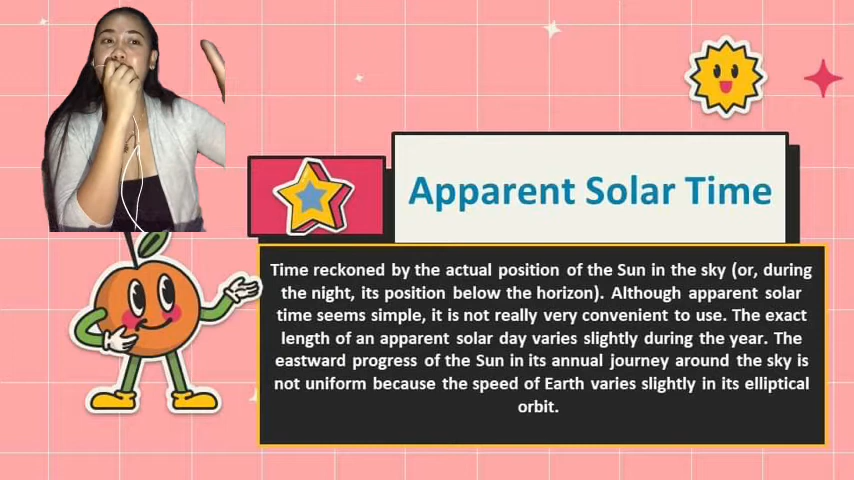 Apparent Solar Time
Time reckoned by the actual position of the Sun in the sky (or, during
the night, its position below the horizon). Although apparent solar
time seems simple, it is not really very convenient to use. The exact
length of an apparent solar day varies slightly during the year. The
eastward progress of the Sun in its annual journey around the sky is
not uniform because the speed of Earth varies slightly in its elliptical
orbit.